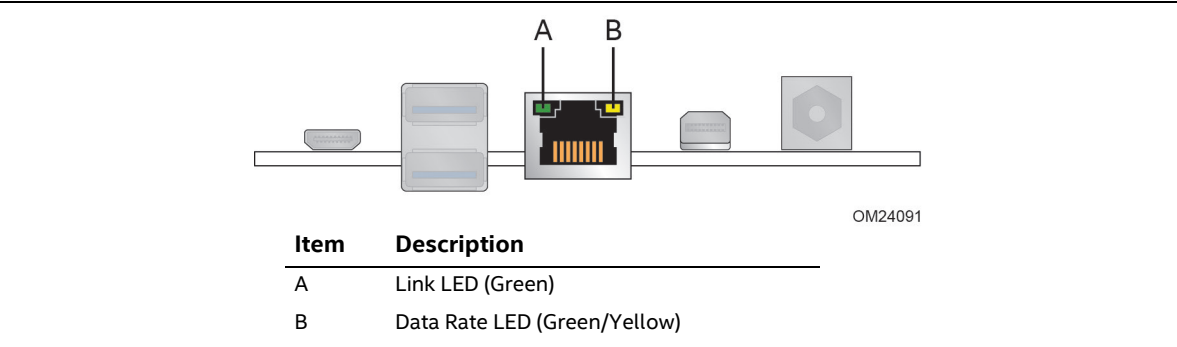 A B
OM24091
Item Description
A Link LED (Green)
B Data Rate LED (Green/Yellow)